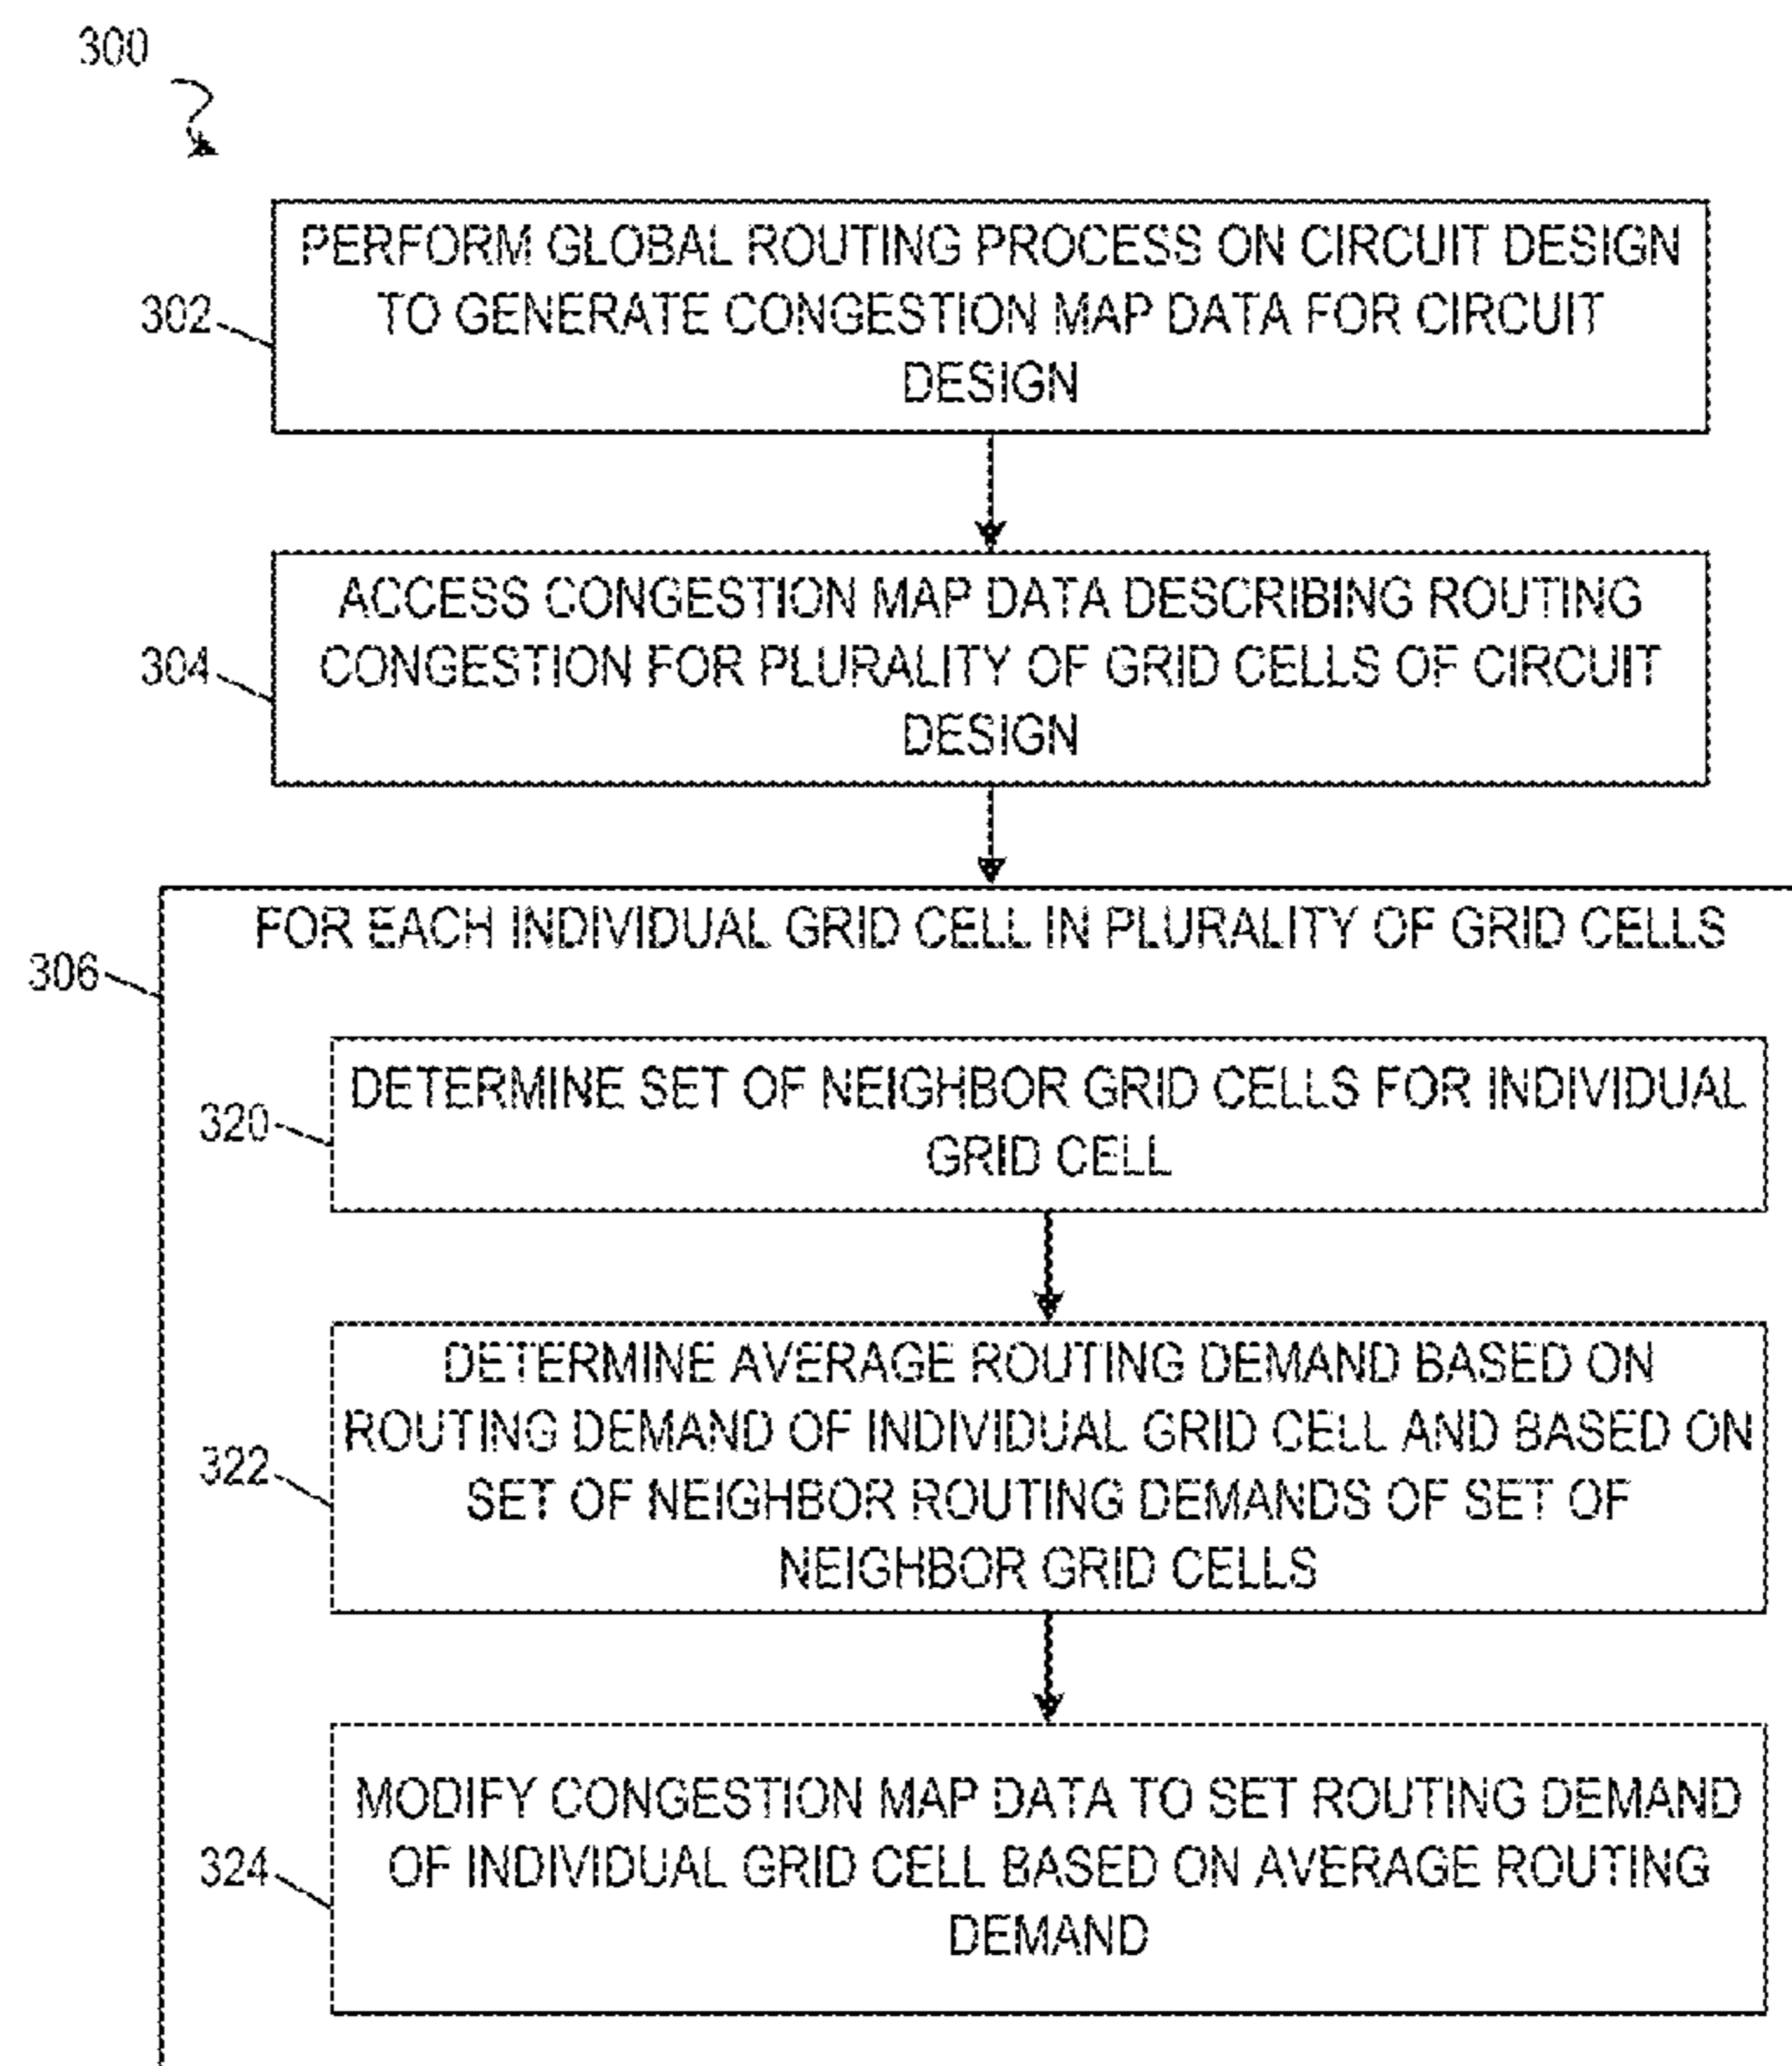 300
PERFORM GLOBAL ROUTING PROCESS ON CIRCUIT DESIGN
TO GENERATE CONGESTION MAP DATA FOR CIRCUIT
DESIGN
302
ACCESS CONGESTION MAP DATA DESCRIBING ROUTING
CONGESTION FOR PLURALITY OF GRID CELLS OF CIRCUIT
DESIGN
304
FOR EACH INDIVIDUAL GRID CELL IN PLURALITY OF GRID CELLS
306
DETERMINE SET OF NEIGHBOR GRID CELLS FOR INDIVIDUAL
GRID CELL
320
DETERMINE AVERAGE ROUTING DEMAND BASED ON
ROUTING DEMAND OF INDIVIDUAL GRID CELL AND BASED ON
SET OF NEIGHBOR ROUTING DEMANDS OF SET OF
NEIGHBOR GRID CELLS
322
MODIFY CONGESTION MAP DATA TO SET ROUTING DEMAND
OF INDIVIDUAL GRID CELL BASED ON AVERAGE ROUTING
DEMAND
324